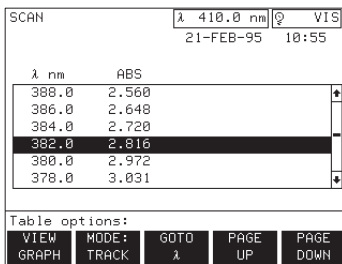 SCAN λ 410.0 nm VIS
21-FEB-95 10:55
λ nm ABS
388.0 2.560
386.0 2.648
384.0 2.720
382.0 2.816
380.0 2.972
378.0 3.031
Table options:
VIEW GRAPH MODE: TRACK GOTO λ PAGE UP PAGE DOWN